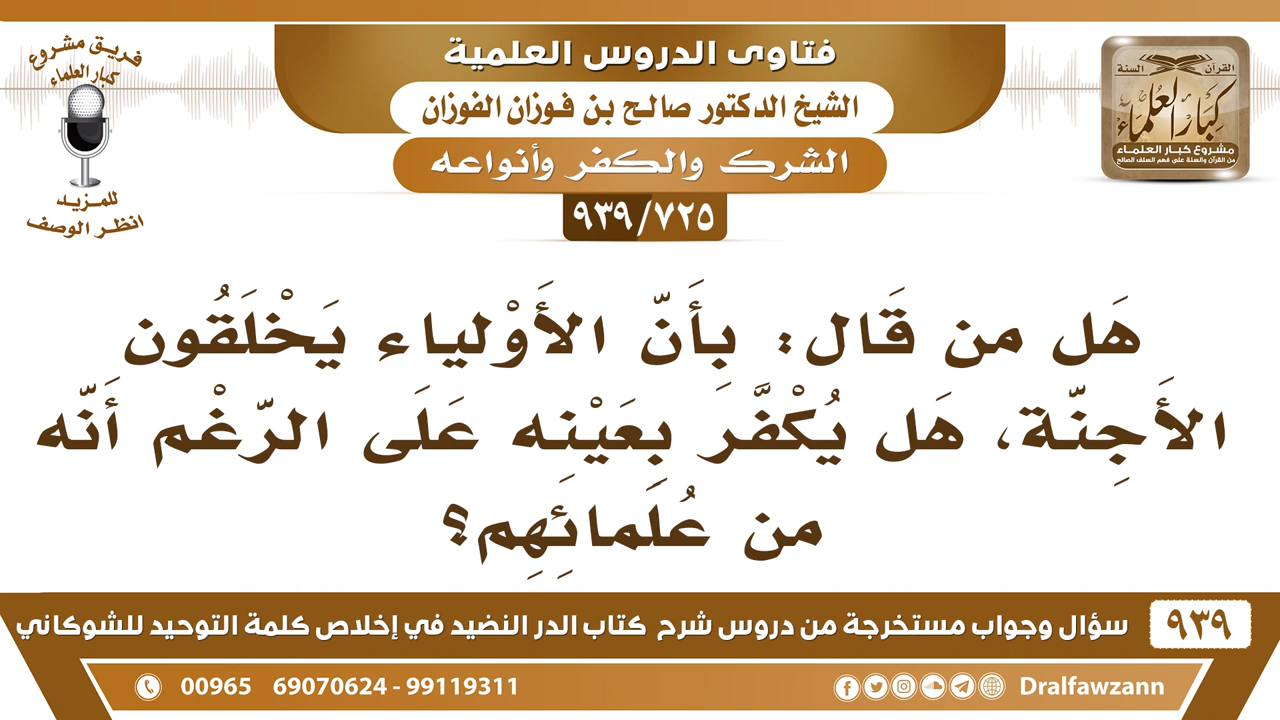 فتاوى الدروس العلمية
الشيخ الدكتور صالح بن فوزان الفوزان
الشرك والكفر وأنواعه
٩٣٩/٧٢٥
القرآن السنة
كبار العلماء
مشروع كبار العلماء
من القرآن والسنة على فهم السلف الصالح
فريق مشروع
كبار العلماء
للمزيد
انظر الوصف
هَل من قَال: بأَنّ الأَوْلياء يَخْلَقُون
الأَجِنّة، هَل يُكْفَّرَ بِعَيْنِه عَلَى الرّغْم أَنّه
من عُلَمائِهِم؟
٩٣٩
سؤال وجواب مستخرجة من دروس شرح كتاب الدر النضيد في إخلاص كلمة التوحيد للشوكاني
00965 69070624 - 99119311
Dralfawzann